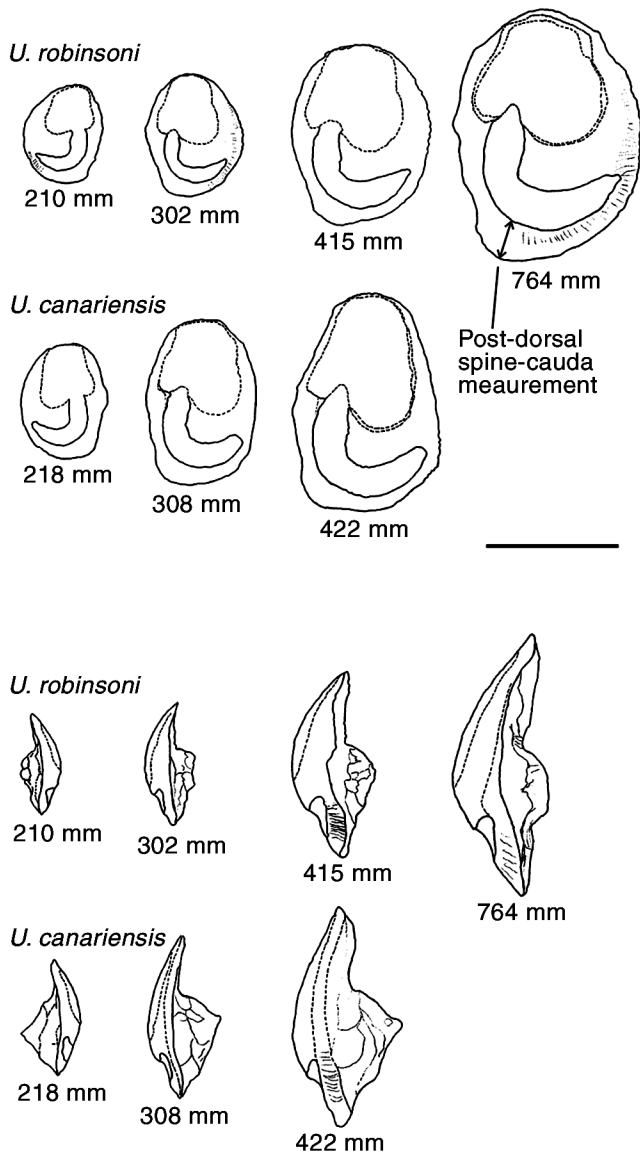 U. robinsoni
210 mm
302 mm
415 mm
764 mm
Post-dorsal
spine-cauda
meaurement
U. canariensis
218 mm
308 mm
422 mm
U. robinsoni
210 mm
302 mm
415 mm
764 mm
U. canariensis
218 mm
308 mm
422 mm